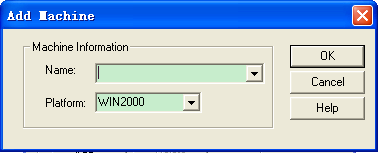 Add Machine
Machine Information
Name:
Platform: WIN2000
OK
Cancel
Help